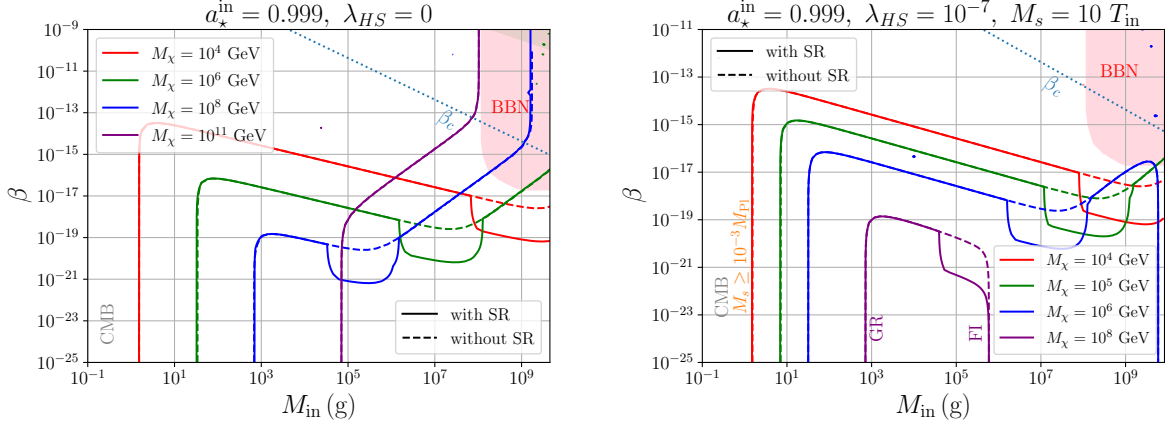 a⋆^in = 0.999, λ_HS = 0
10^−9
10^−11
10^−13
10^−15
10^−17
10^−19
10^−21
10^−23
10^−25
β
M_χ = 10^4 GeV
M_χ = 10^6 GeV
M_χ = 10^8 GeV
M_χ = 10^11 GeV
BBN
β_c
CMB
with SR
without SR
10^−1
10^1
10^3
10^5
10^7
10^9
M_in (g)
a⋆^in = 0.999, λ_HS = 10^−7, M_s = 10 T_in
10^−9
10^−11
10^−13
10^−15
10^−17
10^−19
10^−21
10^−23
10^−25
β
with SR
without SR
BBN
β_c
CMB
M_s ≥ 10^−3 M_Pl
GR
FI
M_χ = 10^4 GeV
M_χ = 10^5 GeV
M_χ = 10^6 GeV
M_χ = 10^8 GeV
10^−1
10^1
10^3
10^5
10^7
10^9
M_in (g)